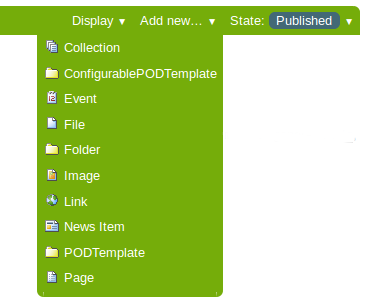 Display ▼ Add new… ▼ State: Published ▼
Collection
ConfigurablePODTemplate
Event
File
Folder
Image
Link
News Item
PODTemplate
Page